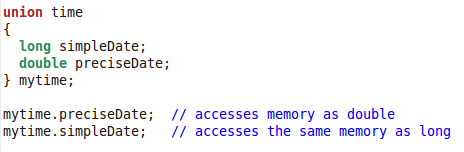 union time
{
  long simpleDate;
  double preciseDate;
} mytime;

mytime.preciseDate;  // accesses memory as double
mytime.simpleDate;   // accesses the same memory as long